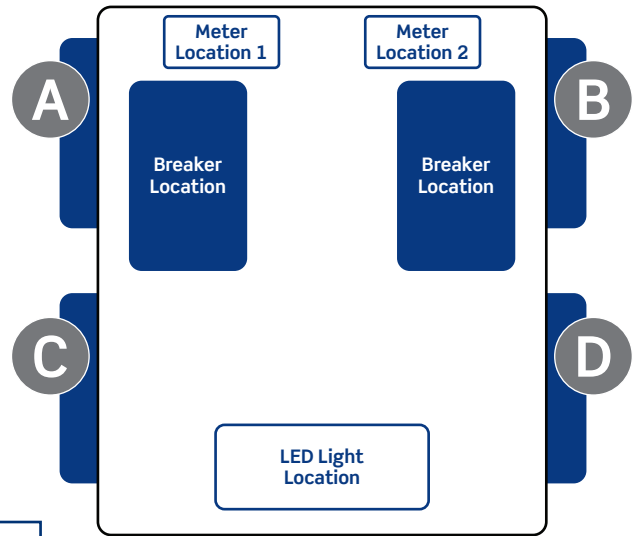 Meter
Location 1
Meter
Location 2
A
B
Breaker
Location
Breaker
Location
C
D
LED Light
Location